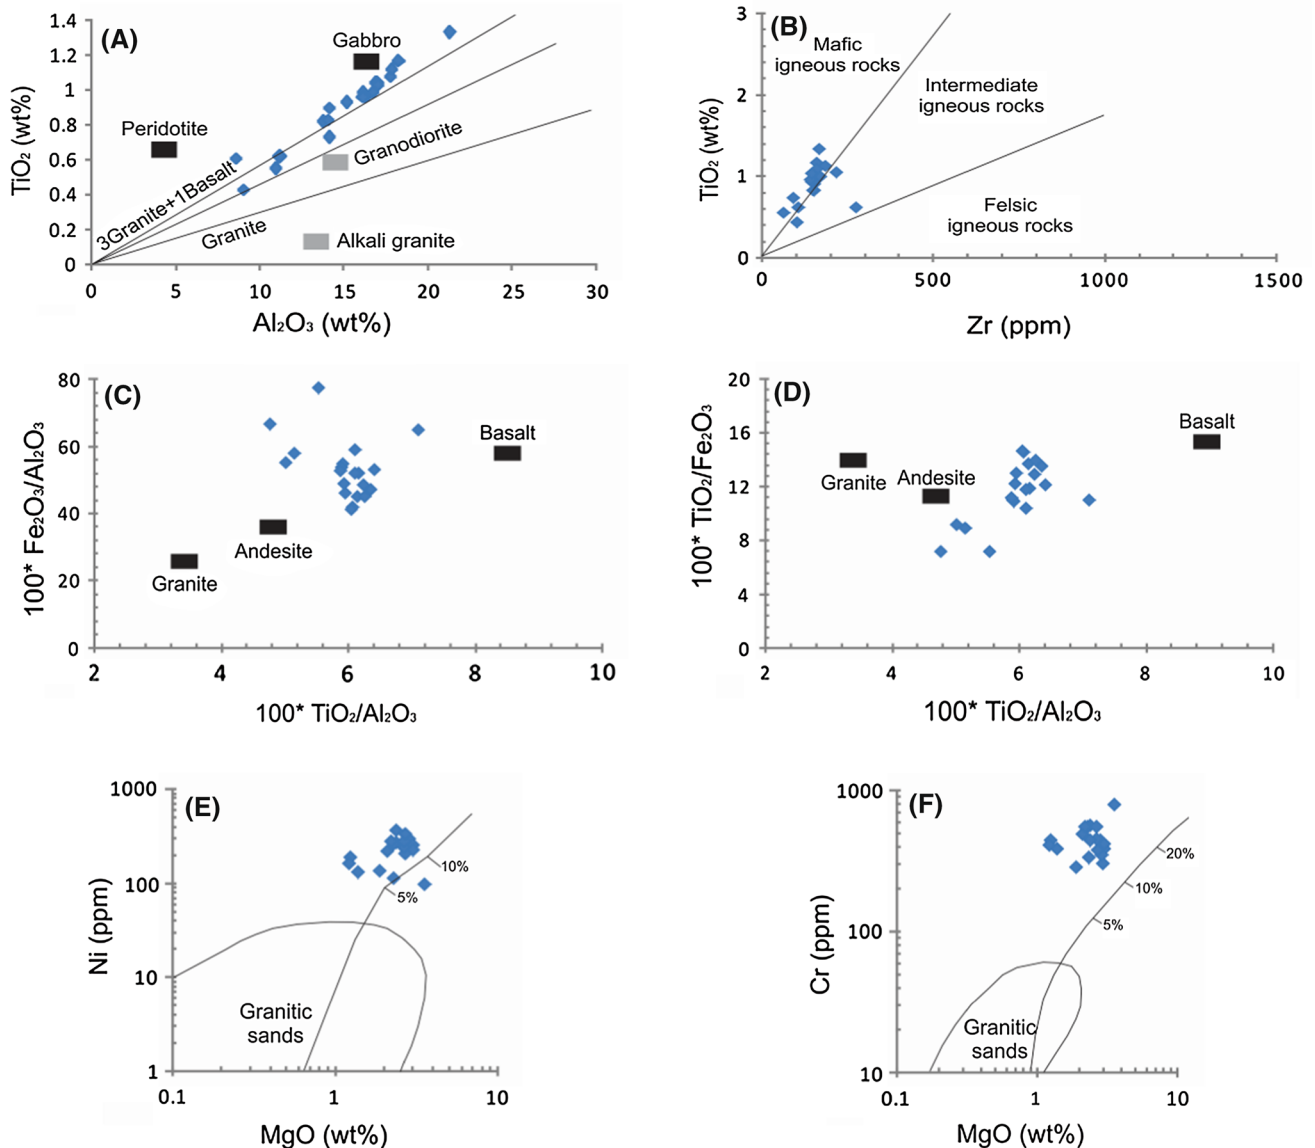 (A)
TiO₂ (wt%)
1.4
1.2
1
0.8
0.6
0.4
0.2
0
Gabbro
Peridotite
Granodiorite
3Granite+1Basalt
Granite
Alkali granite
0 5 10 15 20 25 30
Al₂O₃ (wt%)
(B)
TiO₂ (wt%)
3
2
1
0
Mafic
igneous rocks
Intermediate
igneous rocks
Felsic
igneous rocks
0 500 1000 1500
Zr (ppm)
(C)
100* Fe₂O₃/Al₂O₃
80
60
40
20
0
Basalt
Andesite
Granite
2 4 6 8 10
100* TiO₂/Al₂O₃
(D)
100* TiO₂/Fe₂O₃
20
16
12
8
4
0
Basalt
Granite
Andesite
2 4 6 8 10
100* TiO₂/Al₂O₃
(E)
Ni (ppm)
1000
100
10
1
10%
5%
Granitic
sands
0.1 1 10
MgO (wt%)
(F)
Cr (ppm)
1000
100
10
20%
10%
5%
Granitic
sands
0.1 1 10
MgO (wt%)